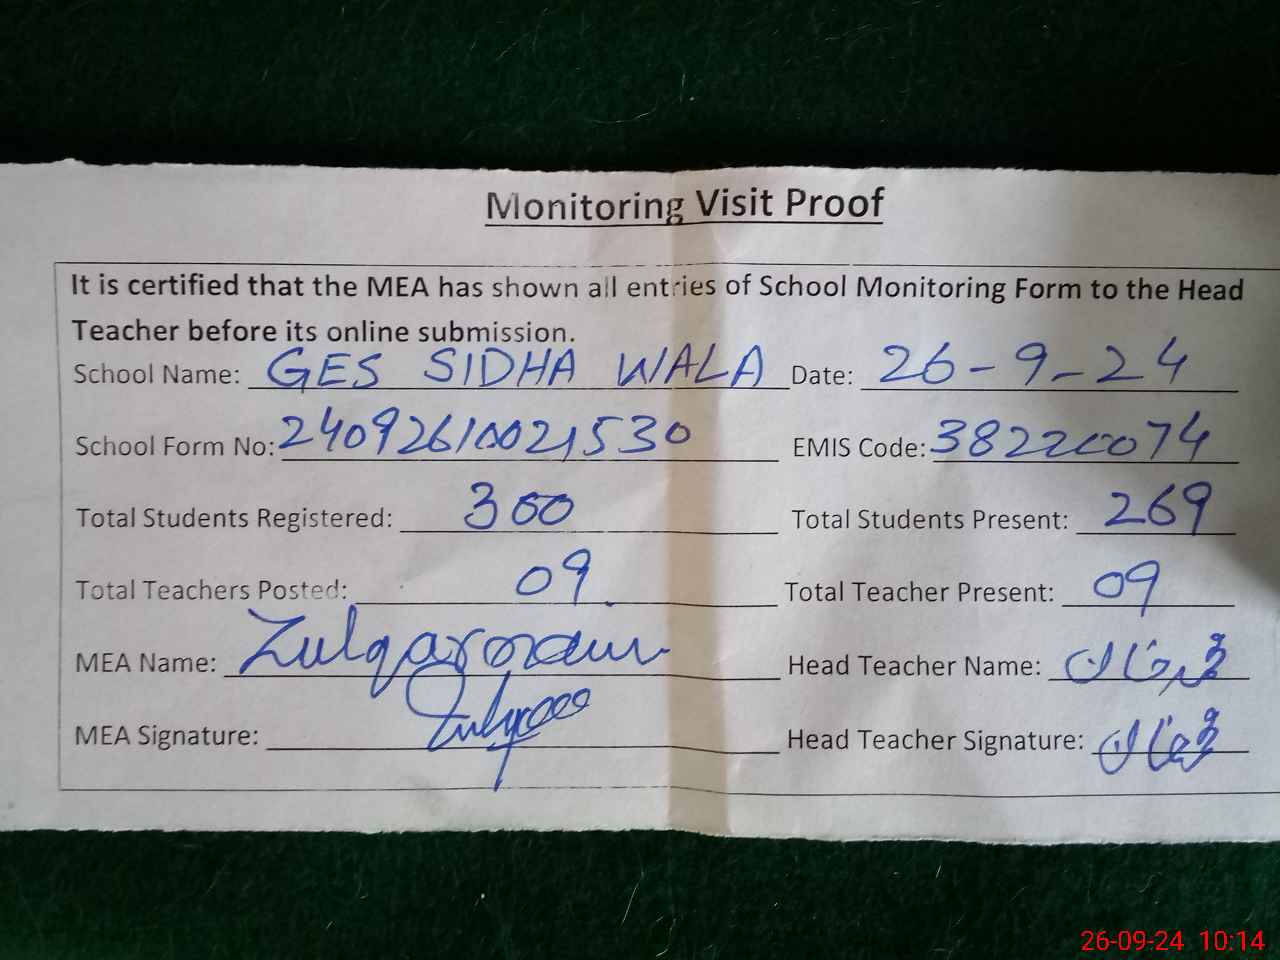 Monitoring Visit Proof
It is certified that the MEA has shown all entries of School Monitoring Form to the Head
Teacher before its online submission.
School Name: GES SIDHA WALA Date: 26-9-24
School Form No: 24092610021530 EMIS Code: 38220074
Total Students Registered: 300 Total Students Present: 269
Total Teachers Posted: 09 Total Teacher Present: 09
MEA Name: Zulqarnain Head Teacher Name:
MEA Signature: Head Teacher Signature:
26-09-24 10:14